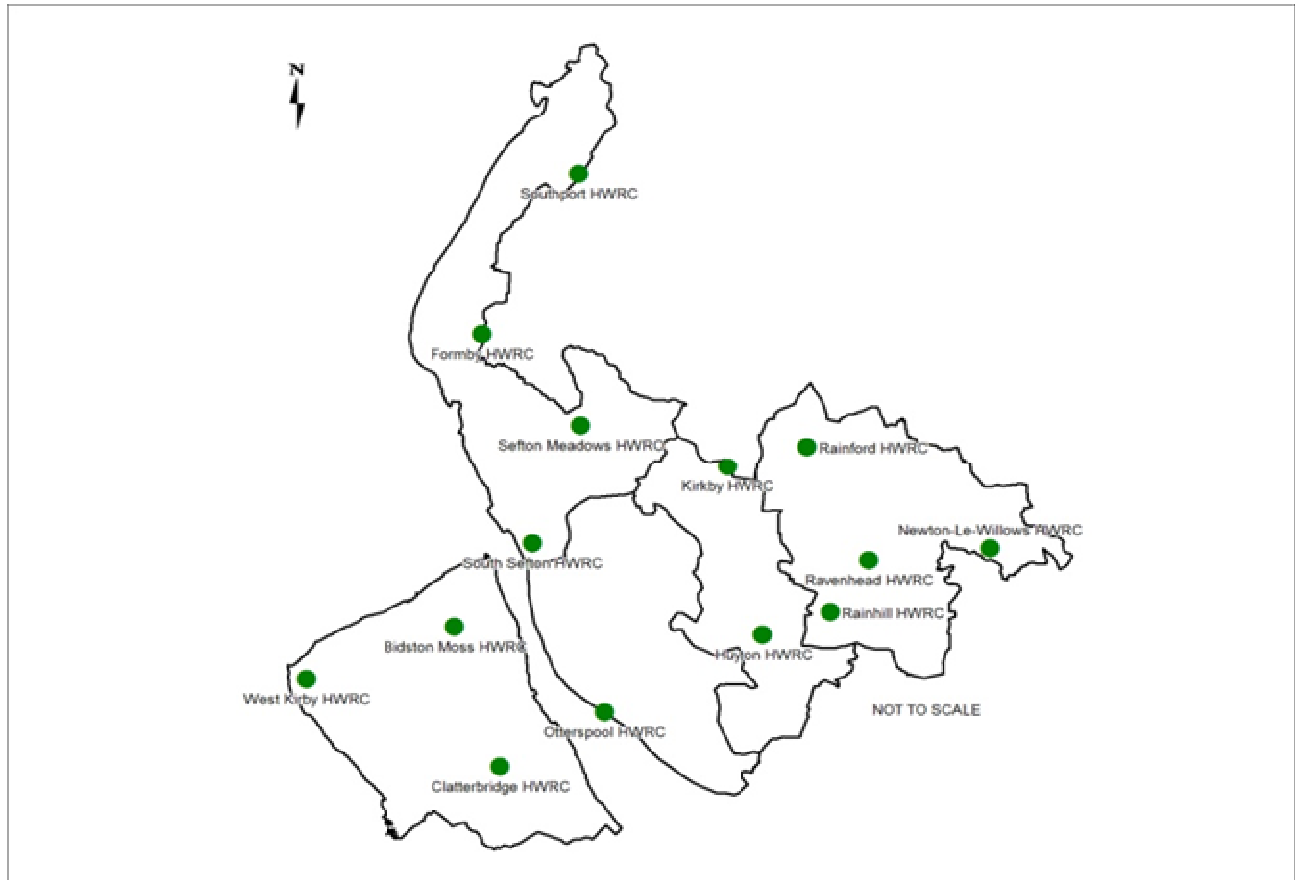 N
Southport HWRC
Formby HWRC
Sefton Meadows HWRC
Rainford HWRC
Kirkby HWRC
Newton-Le-Willows HWRC
South Sefton HWRC
Ravenhead HWRC
Rainhill HWRC
Bidston Moss HWRC
Huyton HWRC
West Kirby HWRC
NOT TO SCALE
Otterspool HWRC
Clatterbridge HWRC